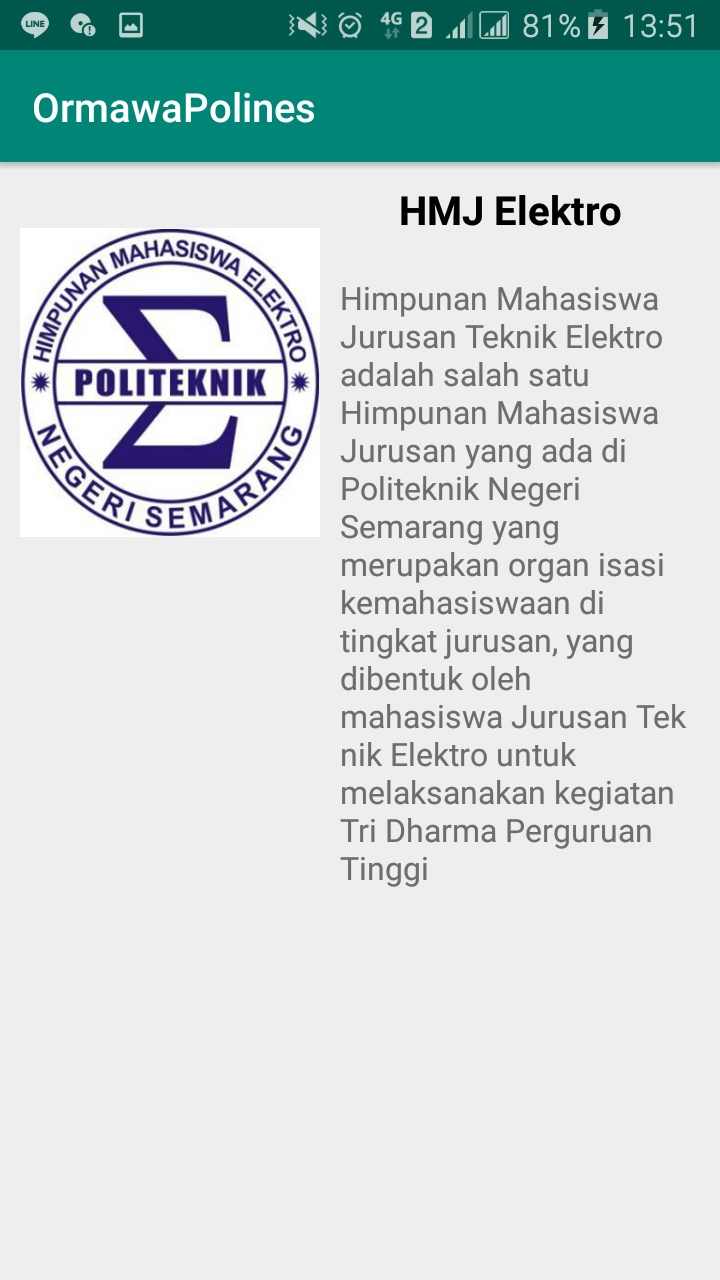 LINE
4G 2 81% 13:51
OrmawaPolines
HMJ Elektro
HIMPUNAN MAHASISWA ELEKTRO
POLITEKNIK
NEGERI SEMARANG
Himpunan Mahasiswa
Jurusan Teknik Elektro
adalah salah satu
Himpunan Mahasiswa
Jurusan yang ada di
Politeknik Negeri
Semarang yang
merupakan organ isasi
kemahasiswaan di
tingkat jurusan, yang
dibentuk oleh
mahasiswa Jurusan Tek
nik Elektro untuk
melaksanakan kegiatan
Tri Dharma Perguruan
Tinggi